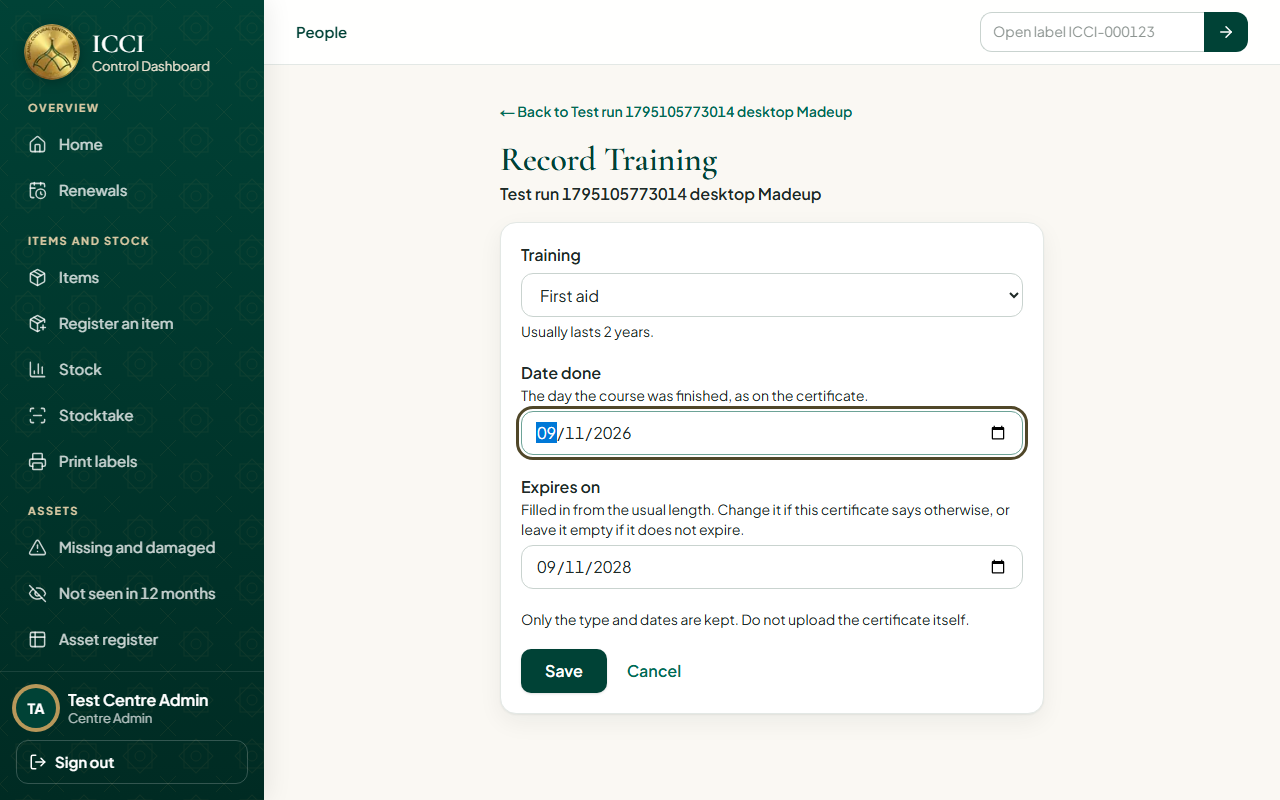 ICCI
Control Dashboard
OVERVIEW
Home
Renewals
ITEMS AND STOCK
Items
Register an item
Stock
Stocktake
Print labels
ASSETS
Missing and damaged
Not seen in 12 months
Asset register
TA
Test Centre Admin
Centre Admin
Sign out
People
Open label ICCI-000123
← Back to Test run 1795105773014 desktop Madeup
Record Training
Test run 1795105773014 desktop Madeup
Training
First aid
Usually lasts 2 years.
Date done
The day the course was finished, as on the certificate.
09/11/2026
Expires on
Filled in from the usual length. Change it if this certificate says otherwise, or
leave it empty if it does not expire.
09/11/2028
Only the type and dates are kept. Do not upload the certificate itself.
Save
Cancel